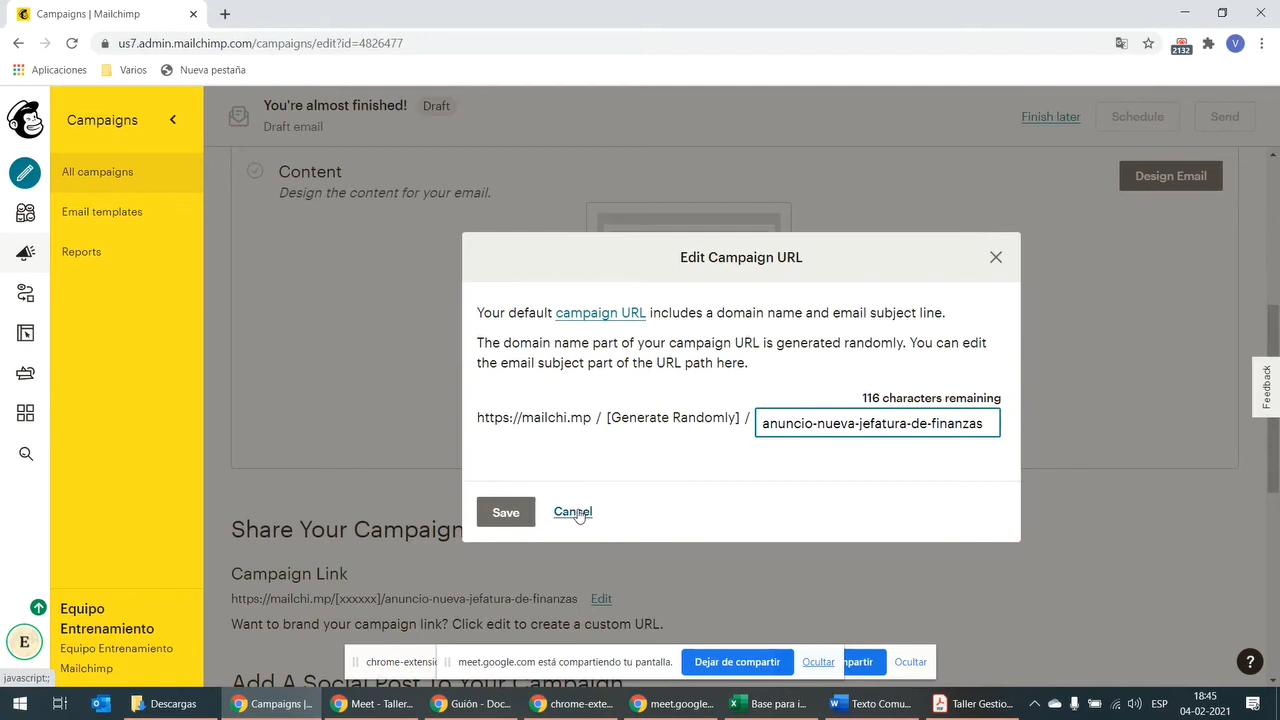 Campaigns | Mailchimp
us7.admin.mailchimp.com/campaigns/edit?id=4826477
2132
V
Aplicaciones
Varios
Nueva pestaña
Campaigns
You're almost finished!
Draft
Draft email
Finish later
Schedule
Send
All campaigns
Email templates
Reports
Content
Design the content for your email.
Design Email
Edit Campaign URL
Your default campaign URL includes a domain name and email subject line.
The domain name part of your campaign URL is generated randomly. You can edit
the email subject part of the URL path here.
116 characters remaining
https://mailchi.mp / [Generate Randomly] /
anuncio-nueva-jefatura-de-finanzas
Save
Cancel
Feedback
Share Your Campaign
Campaign Link
https://mailchi.mp/[xxxxxx]/anuncio-nueva-jefatura-de-finanzas
Edit
Want to brand your campaign link? Click edit to create a custom URL.
Add A Social Post To Your Campaign
Equipo
Entrenamiento
Equipo Entrenamiento
Mailchimp
E
javascript:;
chrome-extensi
meet.google.com está compartiendo tu pantalla.
Dejar de compartir
Ocultar
partir
Ocultar
?
Descargas
Campaigns |...
Meet - Taller...
Guión - Doc...
chrome-exte...
meet.google...
Base para i...
Texto Comu...
Taller Gestio...
ESP
18:45
04-02-2021